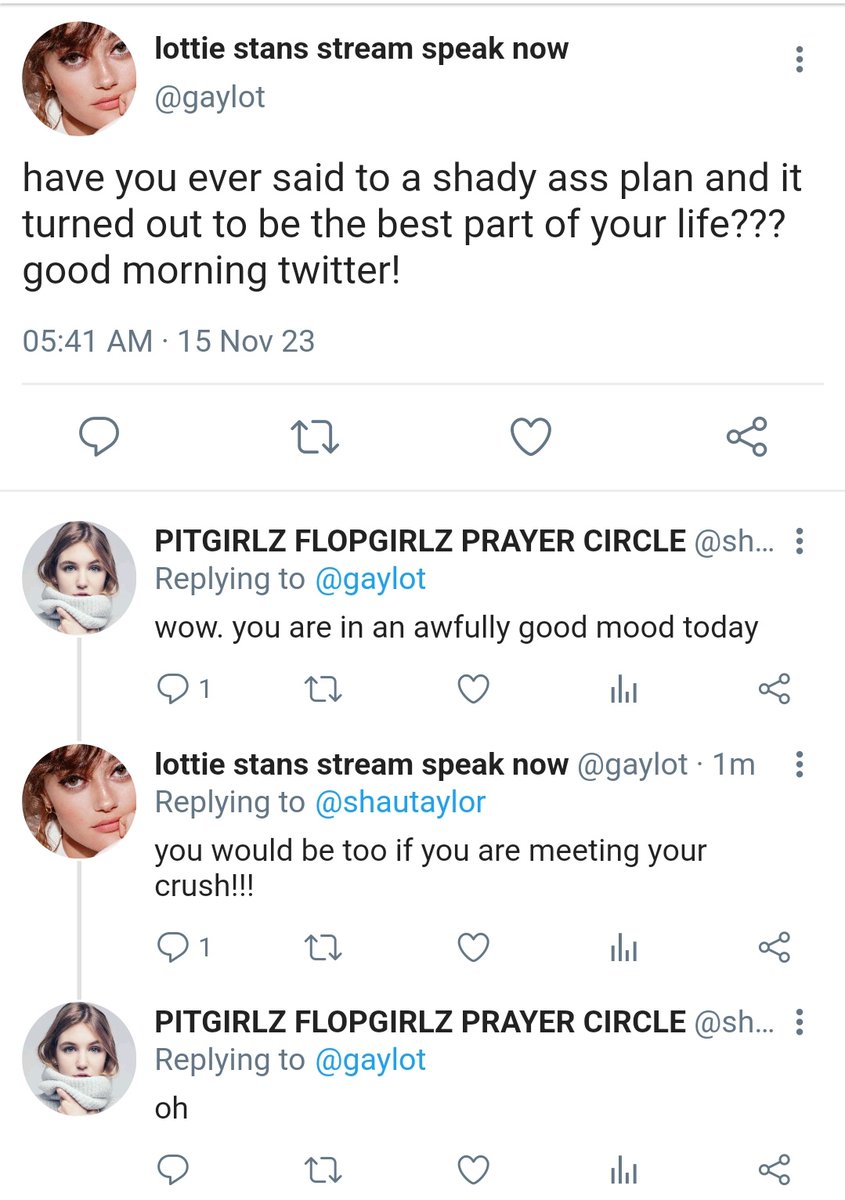 lottie stans stream speak now
@gaylot
have you ever said to a shady ass plan and it
turned out to be the best part of your life???
good morning twitter!
05:41 AM · 15 Nov 23
PITGIRLZ FLOPGIRLZ PRAYER CIRCLE @sh...
Replying to @gaylot
wow. you are in an awfully good mood today
1
lottie stans stream speak now @gaylot · 1m
Replying to @shautaylor
you would be too if you are meeting your
crush!!!
1
PITGIRLZ FLOPGIRLZ PRAYER CIRCLE @sh...
Replying to @gaylot
oh